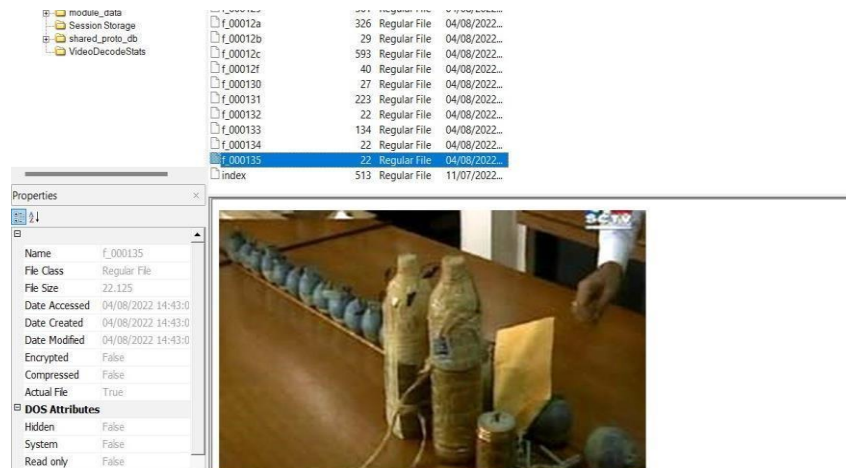 module_data
Session Storage
shared_proto_db
VideoDecodeStats
f_00012a 326 Regular File 04/08/2022...
f_00012b 29 Regular File 04/08/2022...
f_00012c 593 Regular File 04/08/2022...
f_00012f 40 Regular File 04/08/2022...
f_000130 27 Regular File 04/08/2022...
f_000131 223 Regular File 04/08/2022...
f_000132 22 Regular File 04/08/2022...
f_000133 134 Regular File 04/08/2022...
f_000134 22 Regular File 04/08/2022...
f_000135 22 Regular File 04/08/2022...
index 513 Regular File 11/07/2022...
Properties
Name f_000135
File Class Regular File
File Size 22.125
Date Accessed 04/08/2022 14:43:0
Date Created 04/08/2022 14:43:0
Date Modified 04/08/2022 14:43:0
Encrypted False
Compressed False
Actual File True
DOS Attributes
Hidden False
System False
Read only False
SCTV